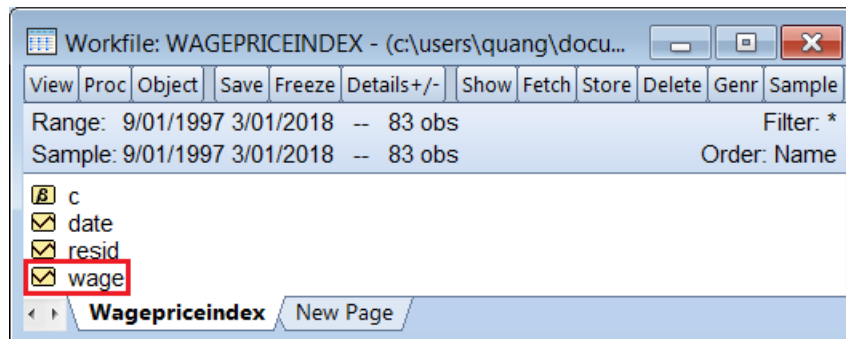 Workfile: WAGEPRICEINDEX - (c:\users\quang\docu...
View Proc Object Save Freeze Details+/- Show Fetch Store Delete Genr Sample
Range: 9/01/1997 3/01/2018 -- 83 obs Filter: *
Sample: 9/01/1997 3/01/2018 -- 83 obs Order: Name
β c
date
resid
wage
Wagepriceindex New Page